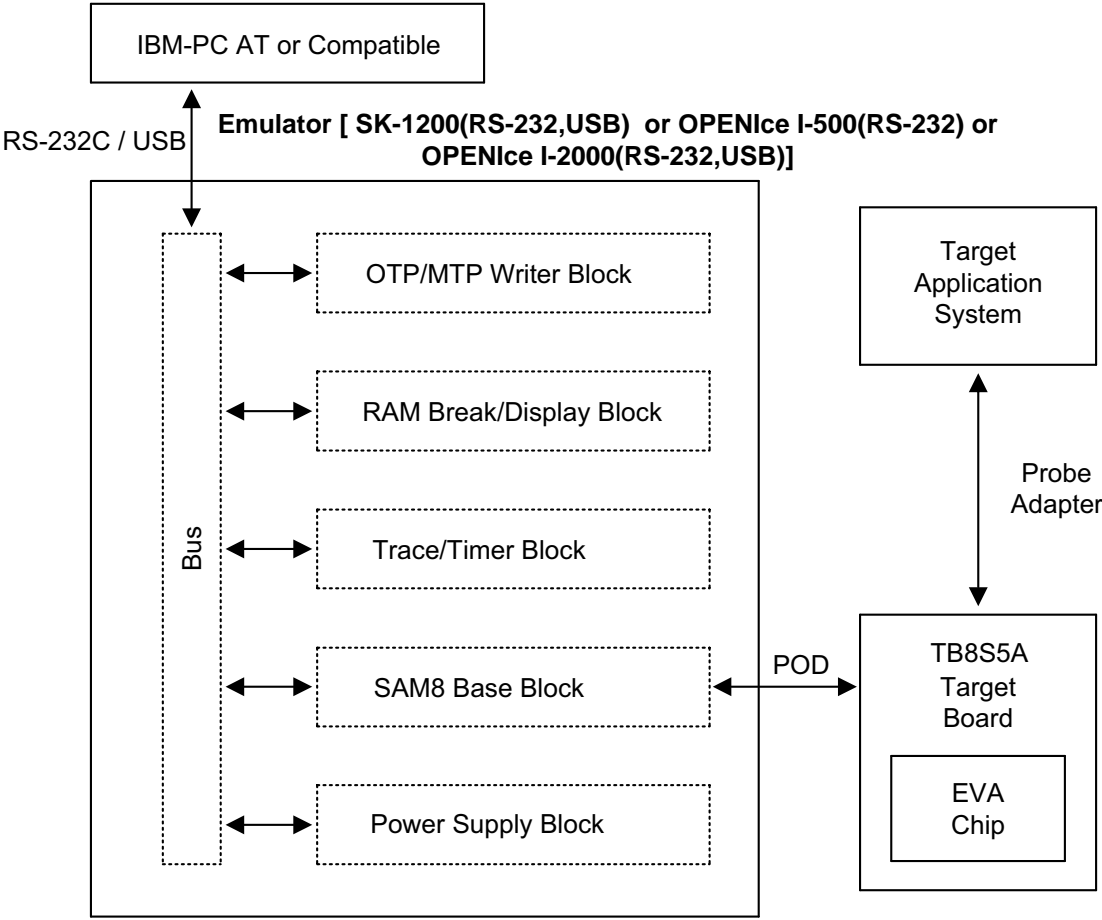 IBM-PC AT or Compatible
RS-232C / USB
Emulator [ SK-1200(RS-232,USB) or OPENIce I-500(RS-232) or
OPENIce I-2000(RS-232,USB)]
Bus
OTP/MTP Writer Block
RAM Break/Display Block
Trace/Timer Block
SAM8 Base Block
Power Supply Block
POD
Target
Application
System
Probe
Adapter
TB8S5A
Target
Board
EVA
Chip